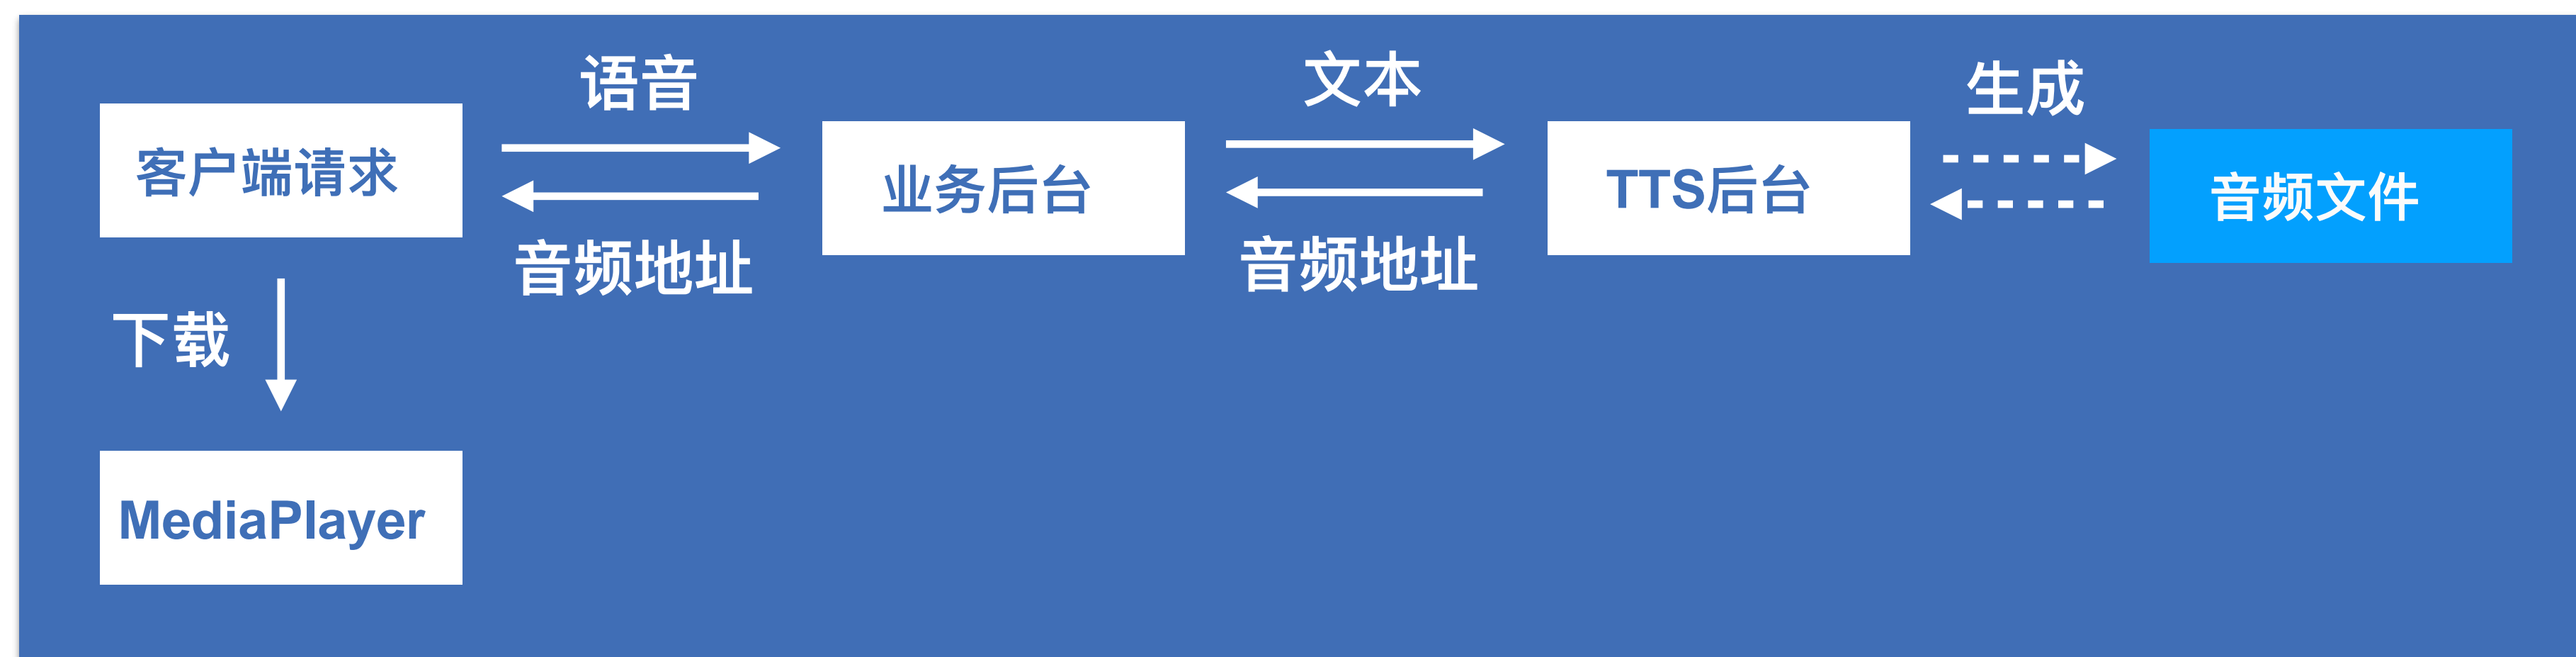 语音
文本
生成
客户端请求
业务后台
TTS后台
音频文件
音频地址
音频地址
下载
MediaPlayer